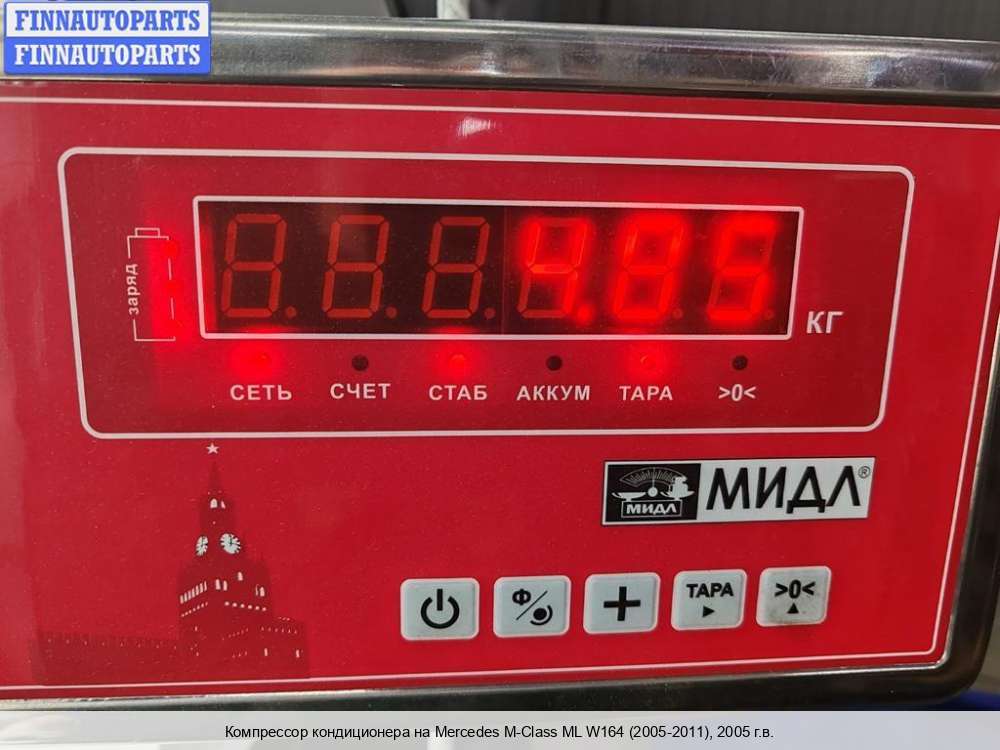 FINNAUTOPARTS
FINNAUTOPARTS
заряд
4.05
КГ
СЕТЬ СЧЕТ СТАБ АККУМ ТАРА >0<
МИДЛ МИДЛ®
Ф ТАРА >0<
Компрессор кондиционера на Mercedes M-Class ML W164 (2005-2011), 2005 г.в.